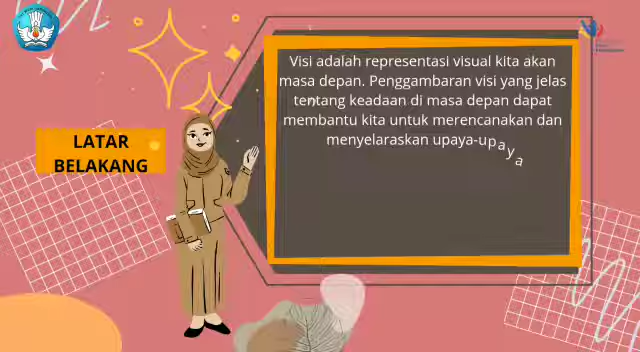 LATAR
BELAKANG
Visi adalah representasi visual kita akan
masa depan. Penggambaran visi yang jelas
tentang keadaan di masa depan dapat
membantu kita untuk merencanakan dan
menyelaraskan upaya-upaya